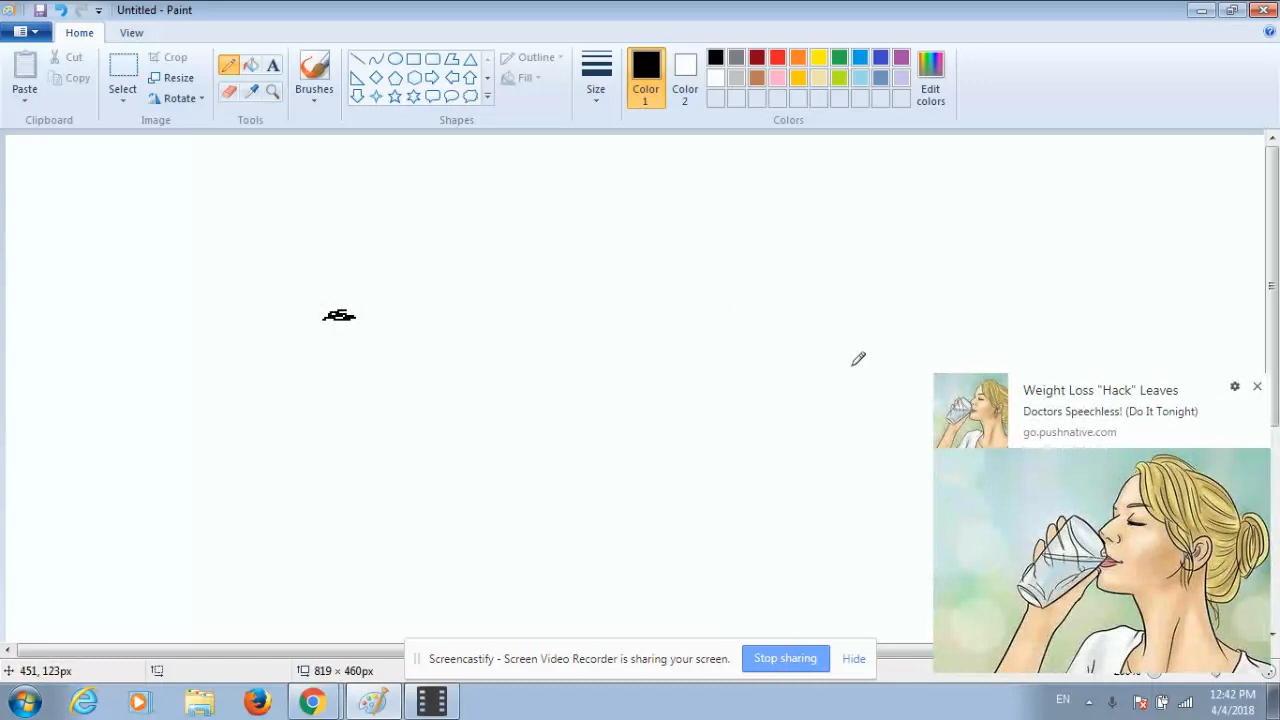 Untitled - Paint
Home
View
Paste
Cut
Copy
Clipboard
Select
Crop
Resize
Rotate
Image
A
Tools
Brushes
Outline
Fill
Shapes
Size
Color
1
Color
2
Edit
colors
Colors
Weight Loss "Hack" Leaves
Doctors Speechless! (Do It Tonight)
go.pushnative.com
Screencastify - Screen Video Recorder is sharing your screen.
Stop sharing
Hide
451, 123px
819 × 460px
EN
12:42 PM
4/4/2018